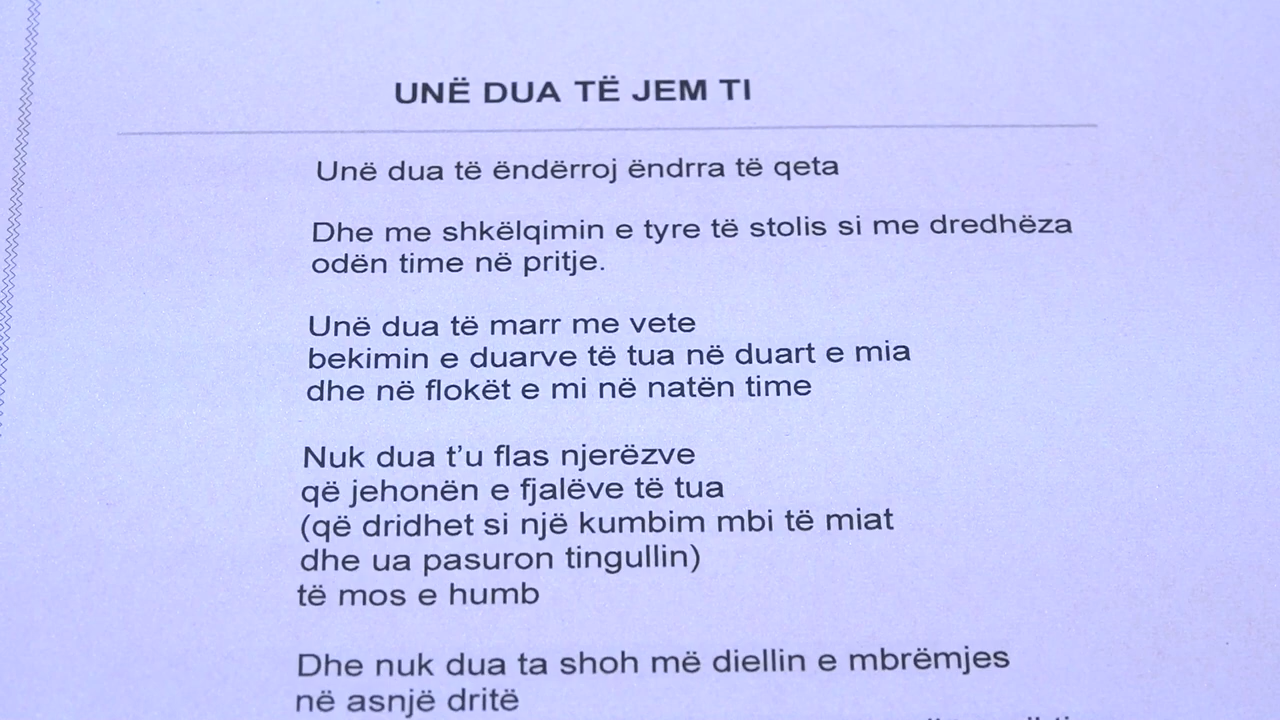 UNË DUA TË JEM TI
Unë dua të ëndërroj ëndrra të qeta
Dhe me shkëlqimin e tyre të stolis si me dredhëza
odën time në pritje.
Unë dua të marr me vete
bekimin e duarve të tua në duart e mia
dhe në flokët e mi në natën time
Nuk dua t’u flas njerëzve
që jehonën e fjalëve të tua
(që dridhet si një kumbim mbi të miat
dhe ua pasuron tingullin)
të mos e humb
Dhe nuk dua ta shoh më diellin e mbrëmjes
në asnjë dritë